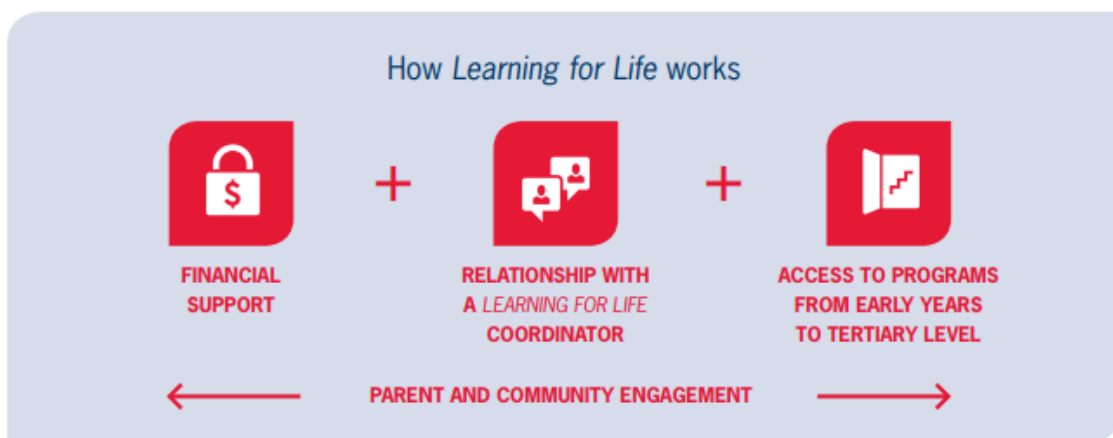 How Learning for Life works
$
+
+
FINANCIAL
SUPPORT
RELATIONSHIP WITH
A LEARNING FOR LIFE
COORDINATOR
ACCESS TO PROGRAMS
FROM EARLY YEARS
TO TERTIARY LEVEL
PARENT AND COMMUNITY ENGAGEMENT